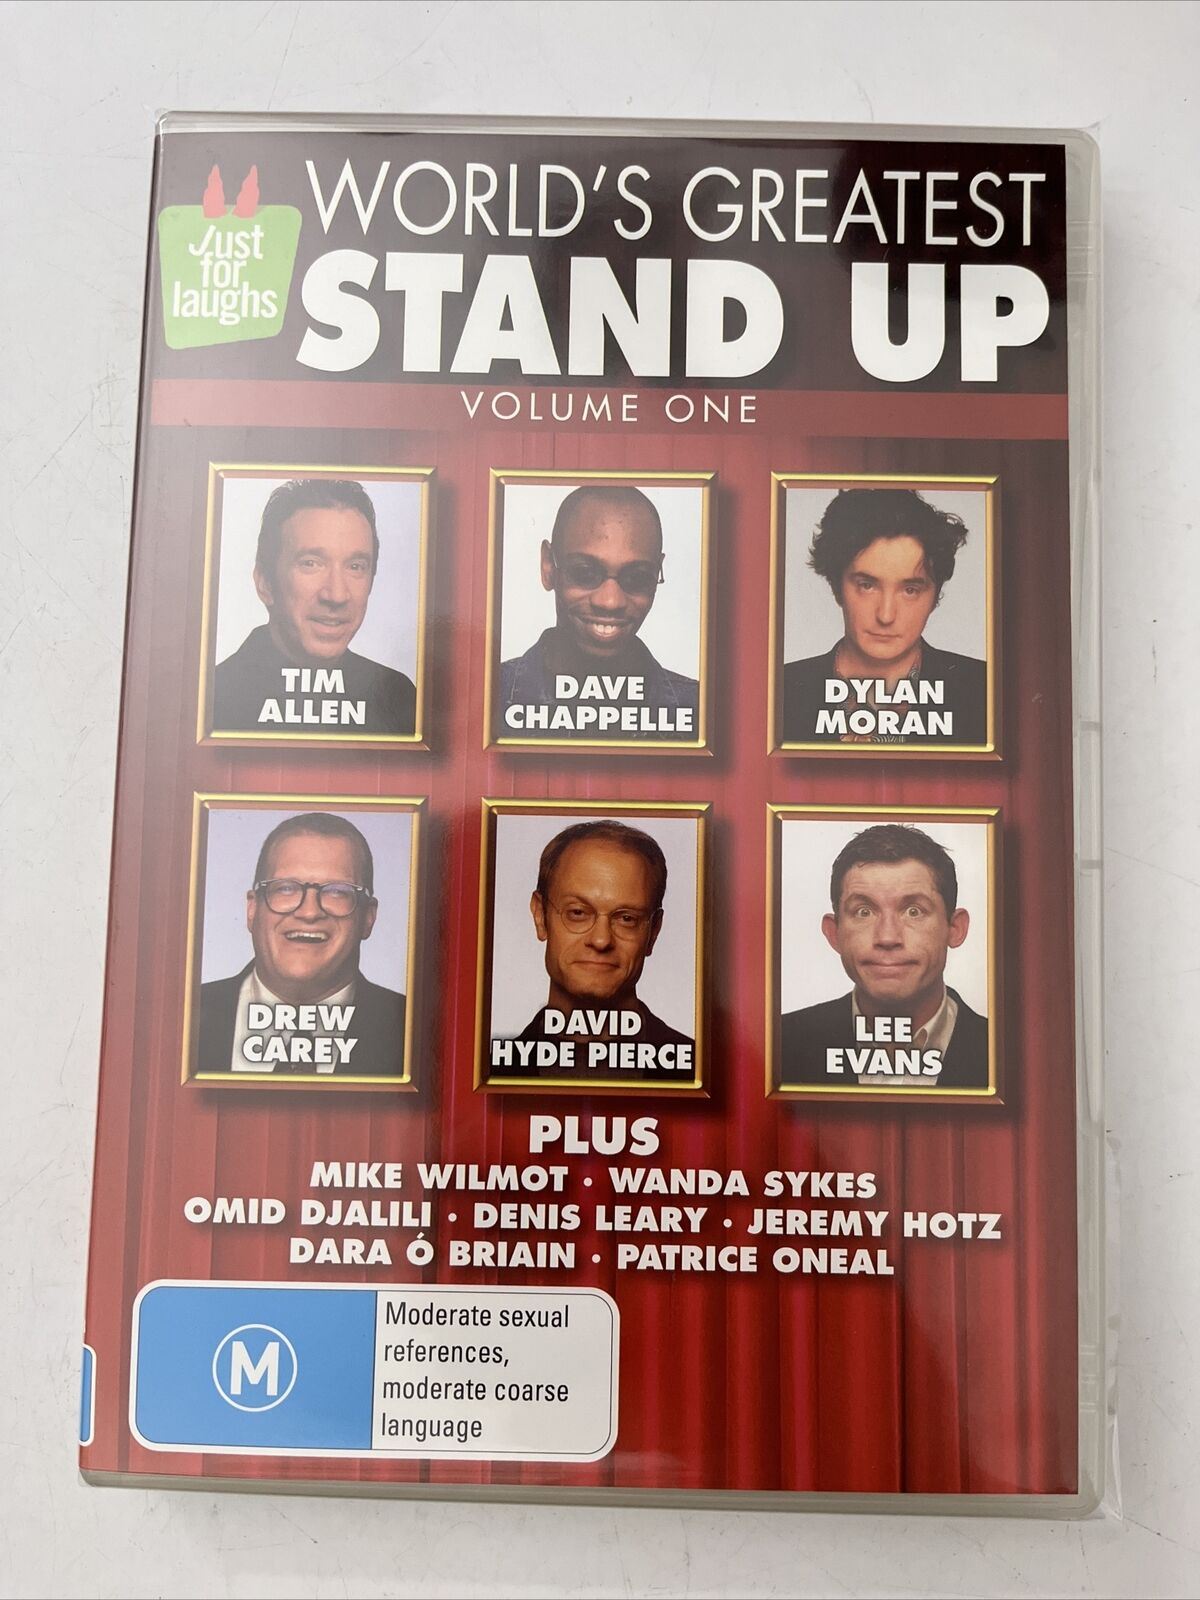 Just
for
laughs
WORLD'S GREATEST
STAND UP
VOLUME ONE
TIM
ALLEN
DAVE
CHAPPELLE
DYLAN
MORAN
DREW
CAREY
DAVID
HYDE PIERCE
LEE
EVANS
PLUS
MIKE WILMOT • WANDA SYKES
OMID DJALILI • DENIS LEARY • JEREMY HOTZ
DARA Ó BRIAIN • PATRICE ONEAL
M
Moderate sexual
references,
moderate coarse
language